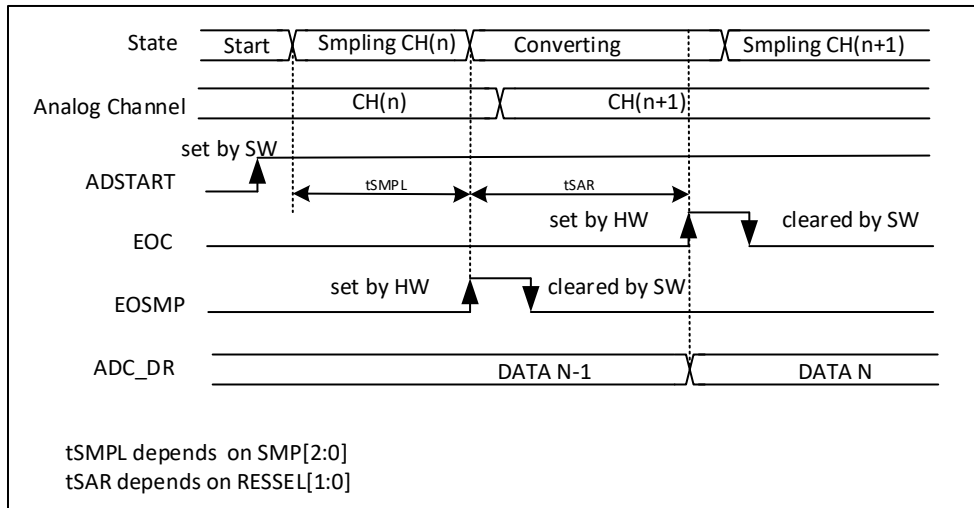 State Start Smpling CH(n) Converting Smpling CH(n+1)
Analog Channel CH(n) CH(n+1)
set by SW
ADSTART
tSMPL tSAR
set by HW cleared by SW
EOC
set by HW cleared by SW
EOSMP
ADC_DR DATA N-1 DATA N
tSMPL depends on SMP[2:0]
tSAR depends on RESSEL[1:0]